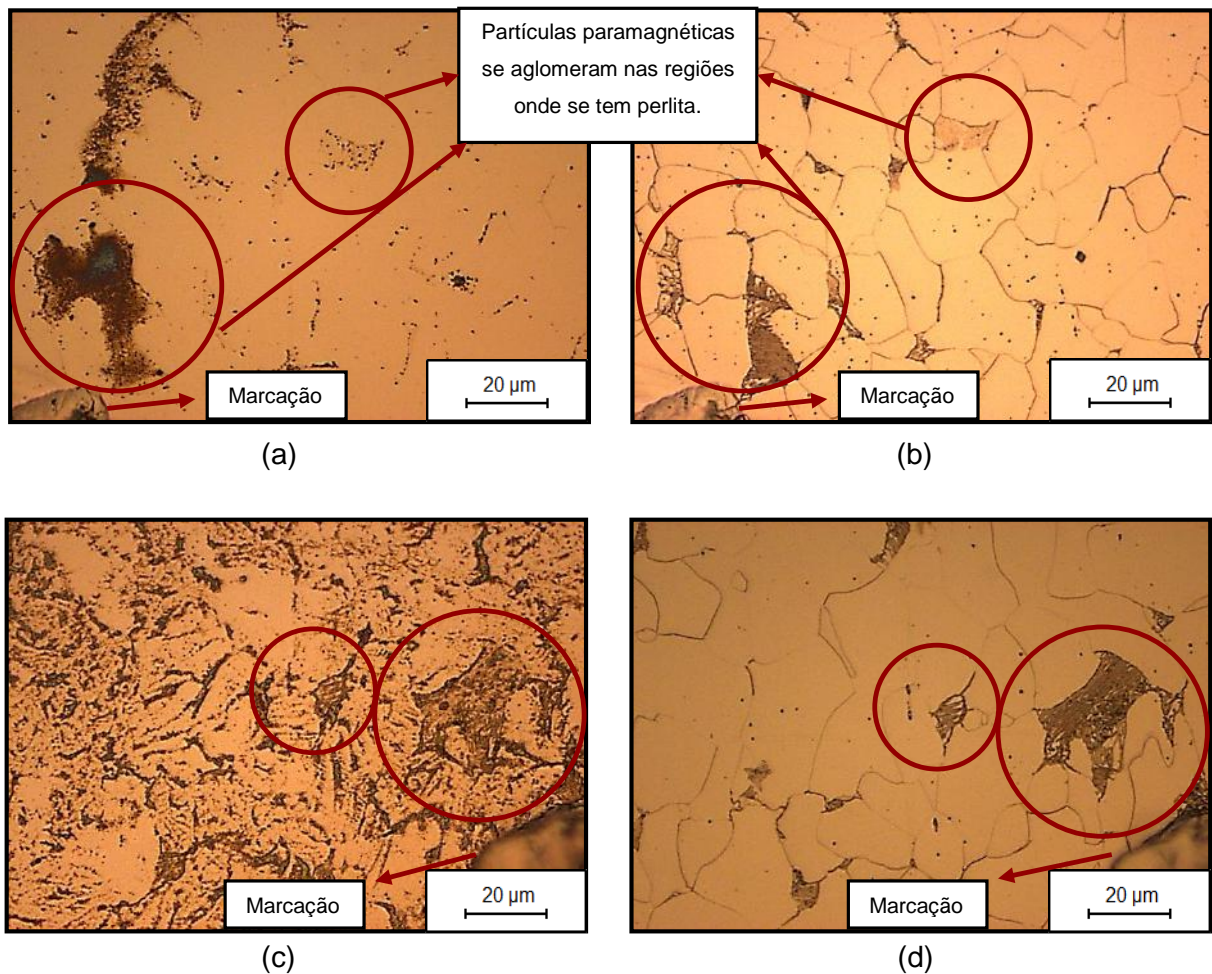 Partículas paramagnéticas
se aglomeram nas regiões
onde se tem perlita.
Marcação
20 µm
Marcação
20 µm
(a)
(b)
Marcação
20 µm
Marcação
20 µm
(c)
(d)